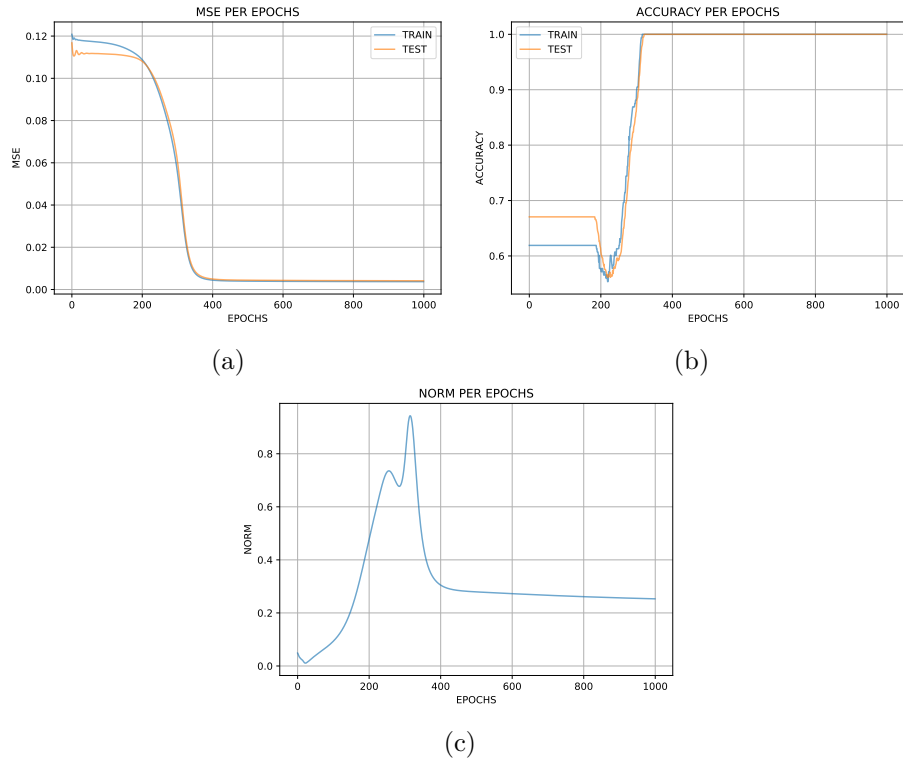 MSE PER EPOCHS
TRAIN
TEST
MSE
0.12
0.10
0.08
0.06
0.04
0.02
0.00
0 200 400 600 800 1000
EPOCHS
(a)
ACCURACY PER EPOCHS
TRAIN
TEST
ACCURACY
1.0
0.9
0.8
0.7
0.6
0 200 400 600 800 1000
EPOCHS
(b)
NORM PER EPOCHS
NORM
0.8
0.6
0.4
0.2
0.0
0 200 400 600 800 1000
EPOCHS
(c)